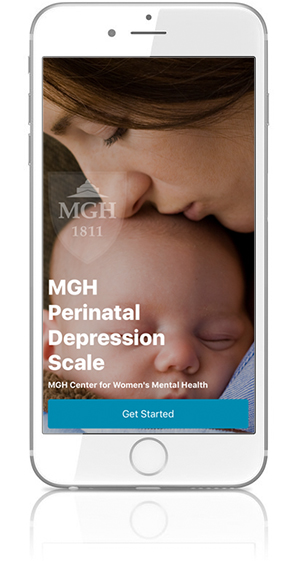 MGH
1811
MGH
Perinatal
Depression
Scale
MGH Center for Women's Mental Health
Get Started